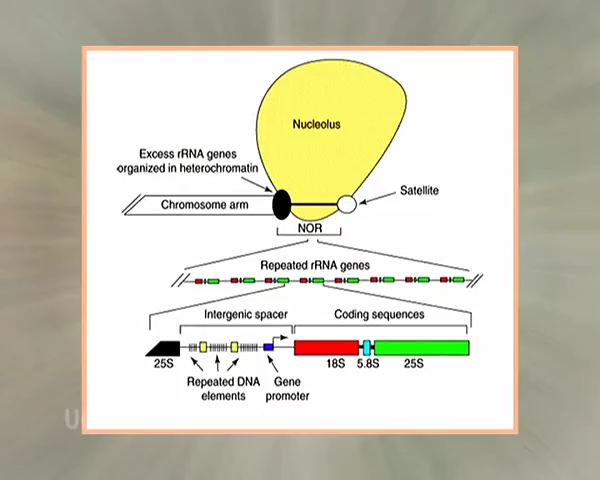 Nucleolus
Excess rRNA genes
organized in heterochromatin
Satellite
Chromosome arm
NOR
Repeated rRNA genes
Intergenic spacer
Coding sequences
25S
18S
5.8S
25S
Repeated DNA
elements
Gene
promoter